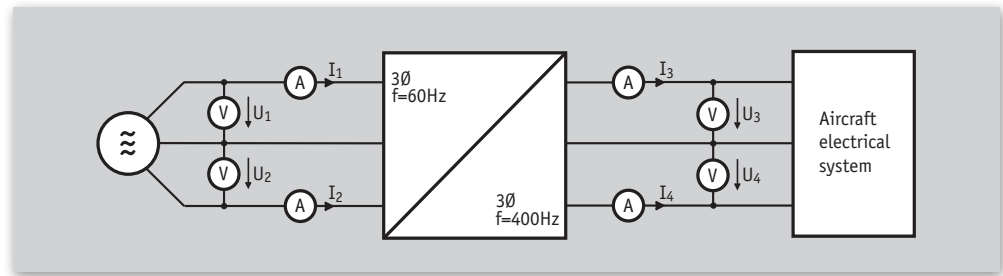 A
I1
3Ø
f=60Hz
V
U1
V
U2
A
I2
3Ø
f=400Hz
A
I3
V
U3
V
U4
A
I4
Aircraft
electrical
system